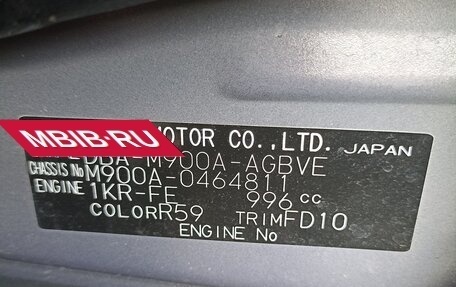 MBIB.RU
MOTOR CO.,LTD. JAPAN
DBA-M900A-AGBVE
CHASSIS No M900A-0464811
ENGINE 1KR-FE 996 cc
COLOR R59 TRIM FD10
ENGINE No